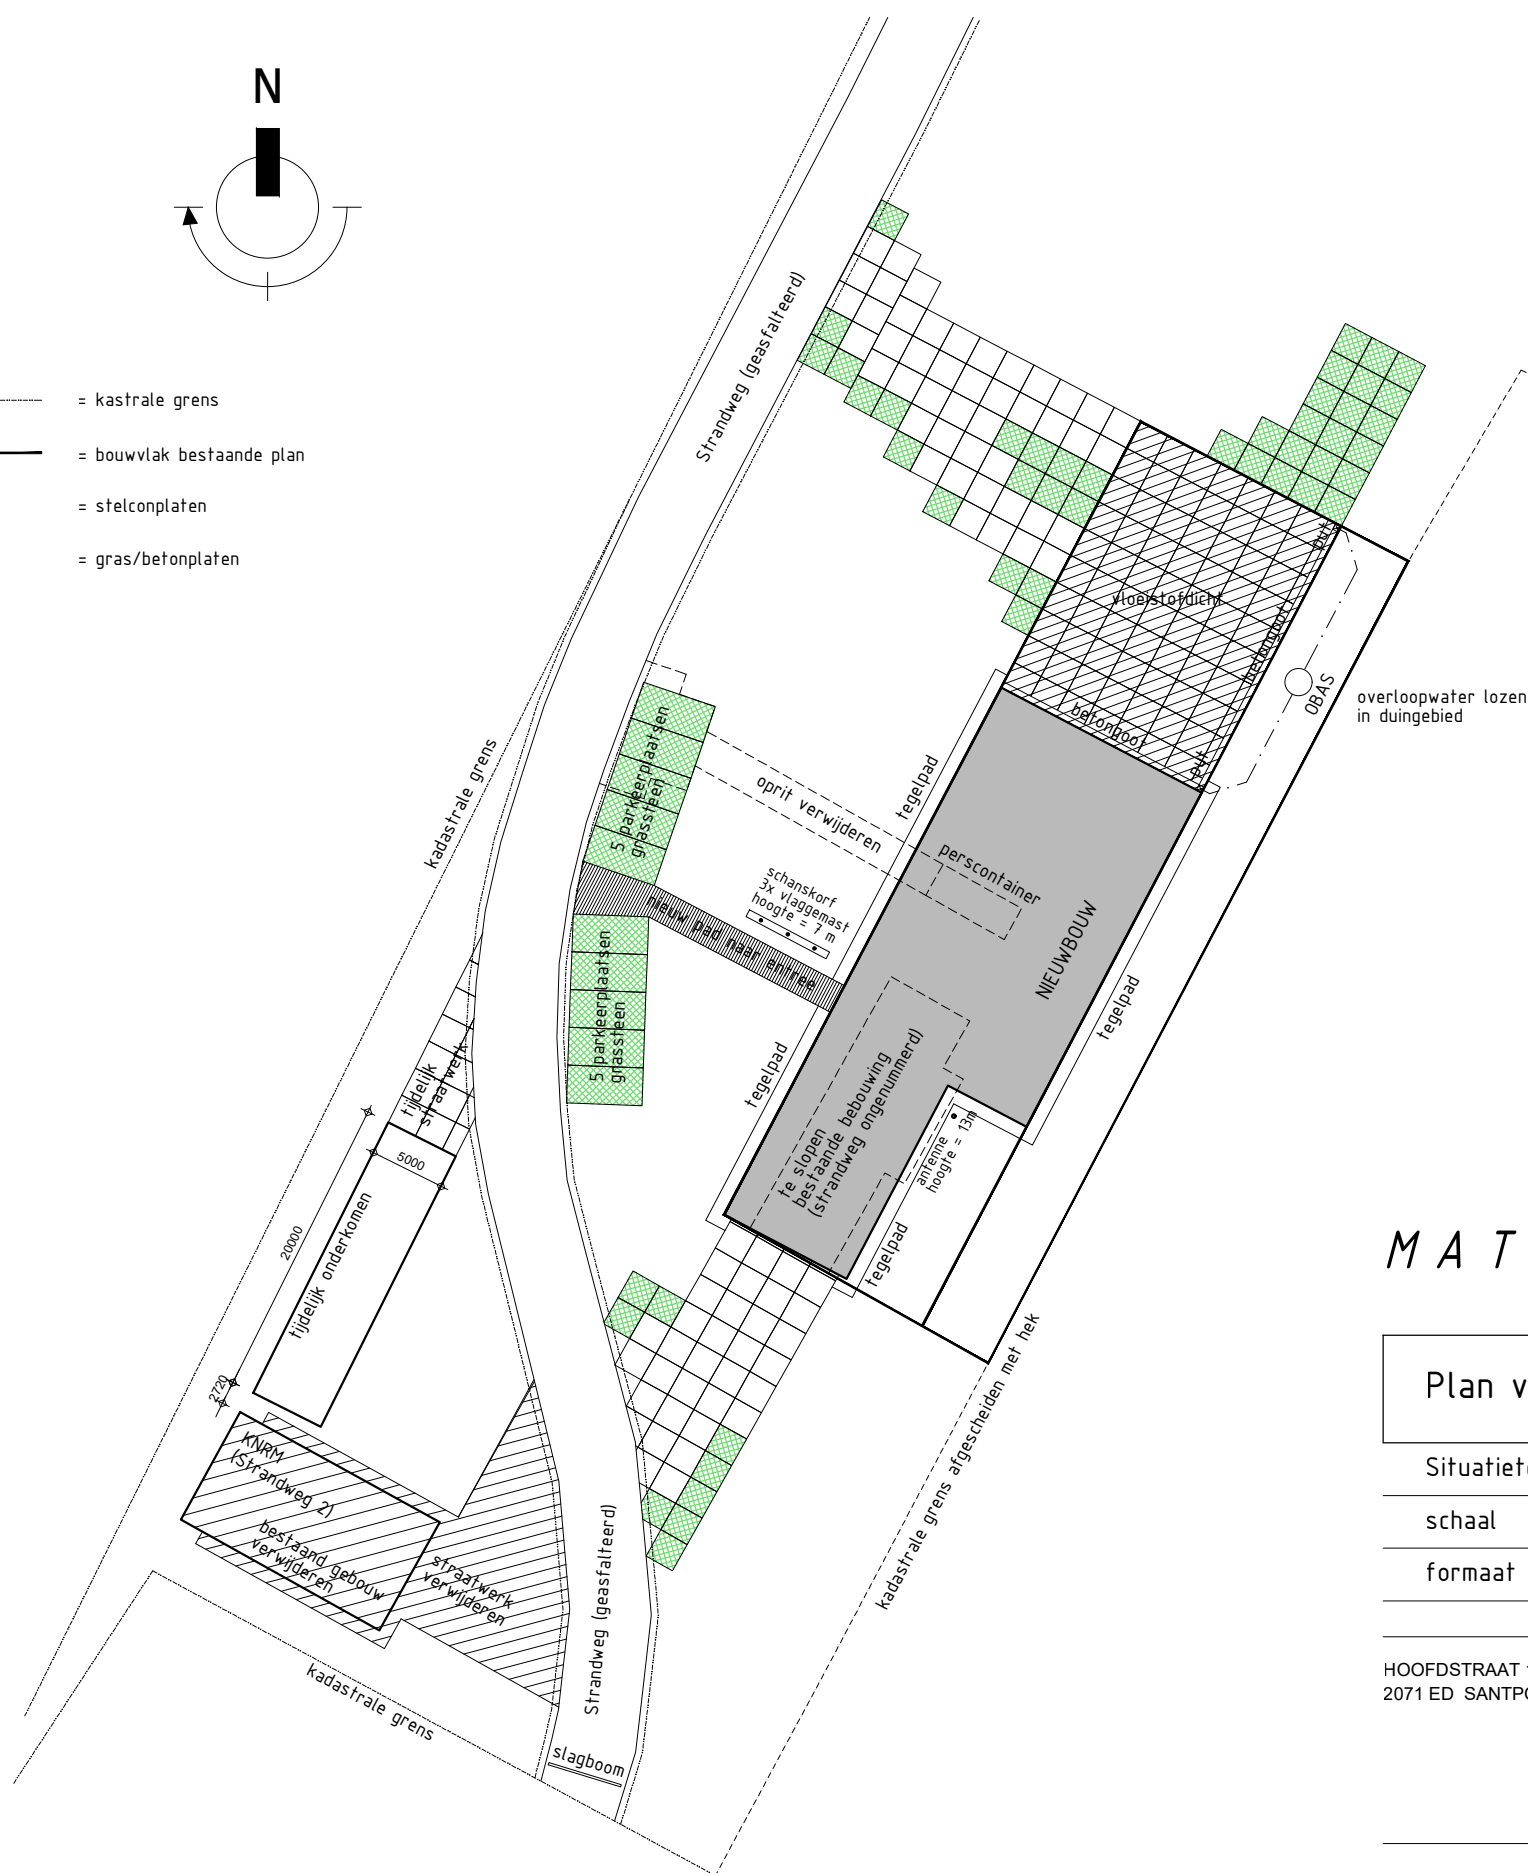 N
= kastrale grens
= bouwvlak bestaande plan
= stelconplaten
= gras/betonplaten
Strandweg (geasfalteerd)
put
vloeistofdicht
betongoot
OBAS
overloopwater lozen
in duingebied
betongoot
put
kadastrale grens
5 parkeerplaatsen
grassteen
oprit verwijderen
tegelpad
perscontainer
schanskorf
3x vlaggemast
hoogte = 7 m
nieuw pad naar entree
NIEUWBOUW
5 parkeerplaatsen
grassteen
tegelpad
tegelpad
tijdelijk
straatwerk
te slopen
bestaande bebouwing
(strandweg ongenummerd)
antenne
hoogte = 13m
5000
20000
tijdelijk onderkomen
tegelpad
2720
KNRM
(Strandweg 2)
bestaand gebouw
verwijderen
straatwerk
verwijderen
kadastrale grens afgescheiden met hek
Strandweg (geasfalteerd)
kadastrale grens
slagboom
M A T
Plan v
Situatiet
schaal
formaat
HOOFDSTRAAT
2071 ED SANTPO